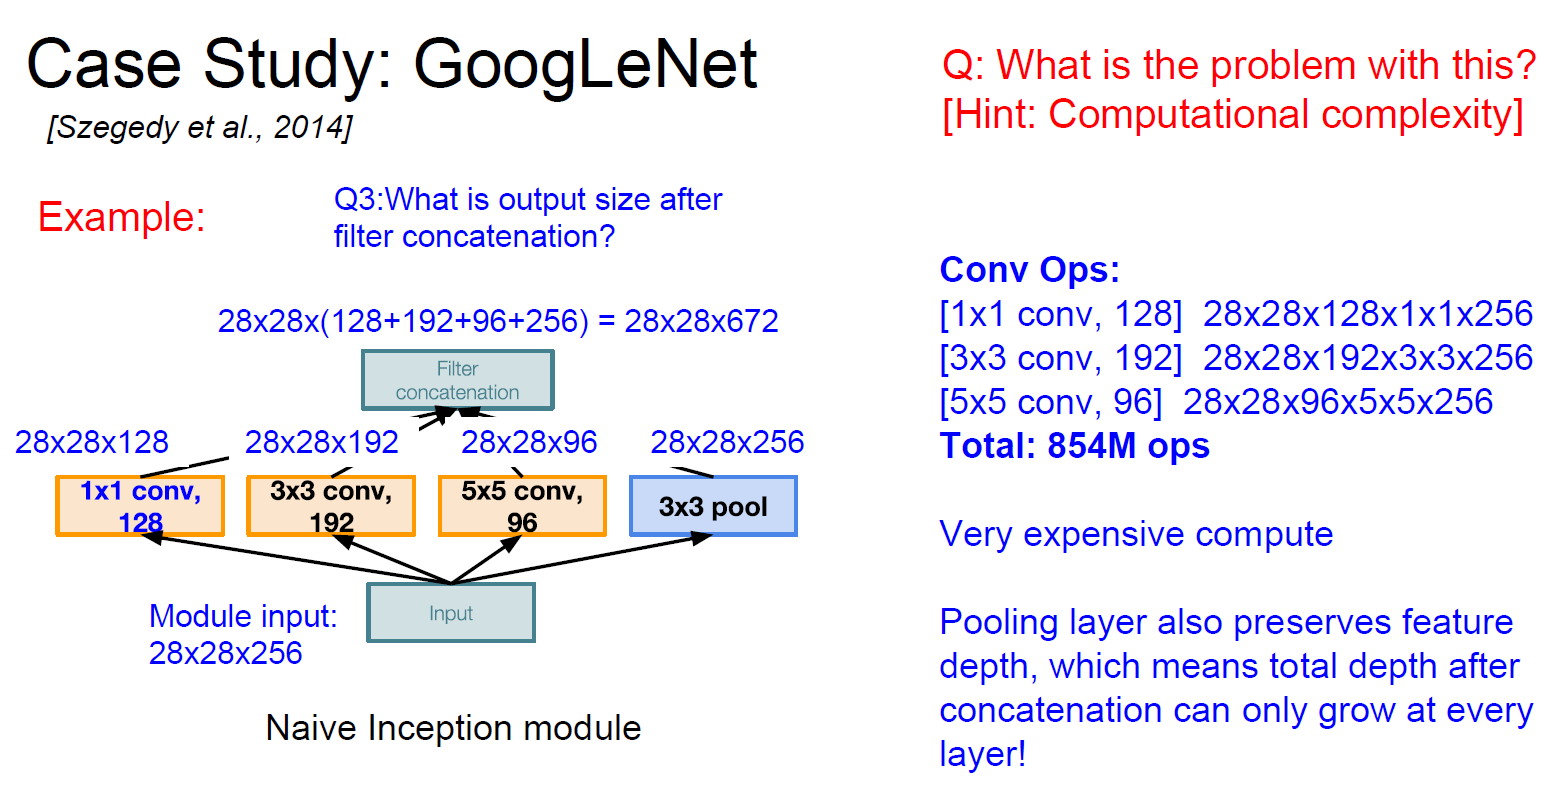 Case Study: GoogLeNet
[Szegedy et al., 2014]
Q: What is the problem with this?
[Hint: Computational complexity]
Example:
Q3:What is output size after
filter concatenation?
28x28x(128+192+96+256) = 28x28x672
Filter
concatenation
28x28x128
28x28x192
28x28x96
28x28x256
1x1 conv,
128
3x3 conv,
192
5x5 conv,
96
3x3 pool
Input
Module input:
28x28x256
Naive Inception module
Conv Ops:
[1x1 conv, 128] 28x28x128x1x1x256
[3x3 conv, 192] 28x28x192x3x3x256
[5x5 conv, 96] 28x28x96x5x5x256
Total: 854M ops
Very expensive compute
Pooling layer also preserves feature
depth, which means total depth after
concatenation can only grow at every
layer!